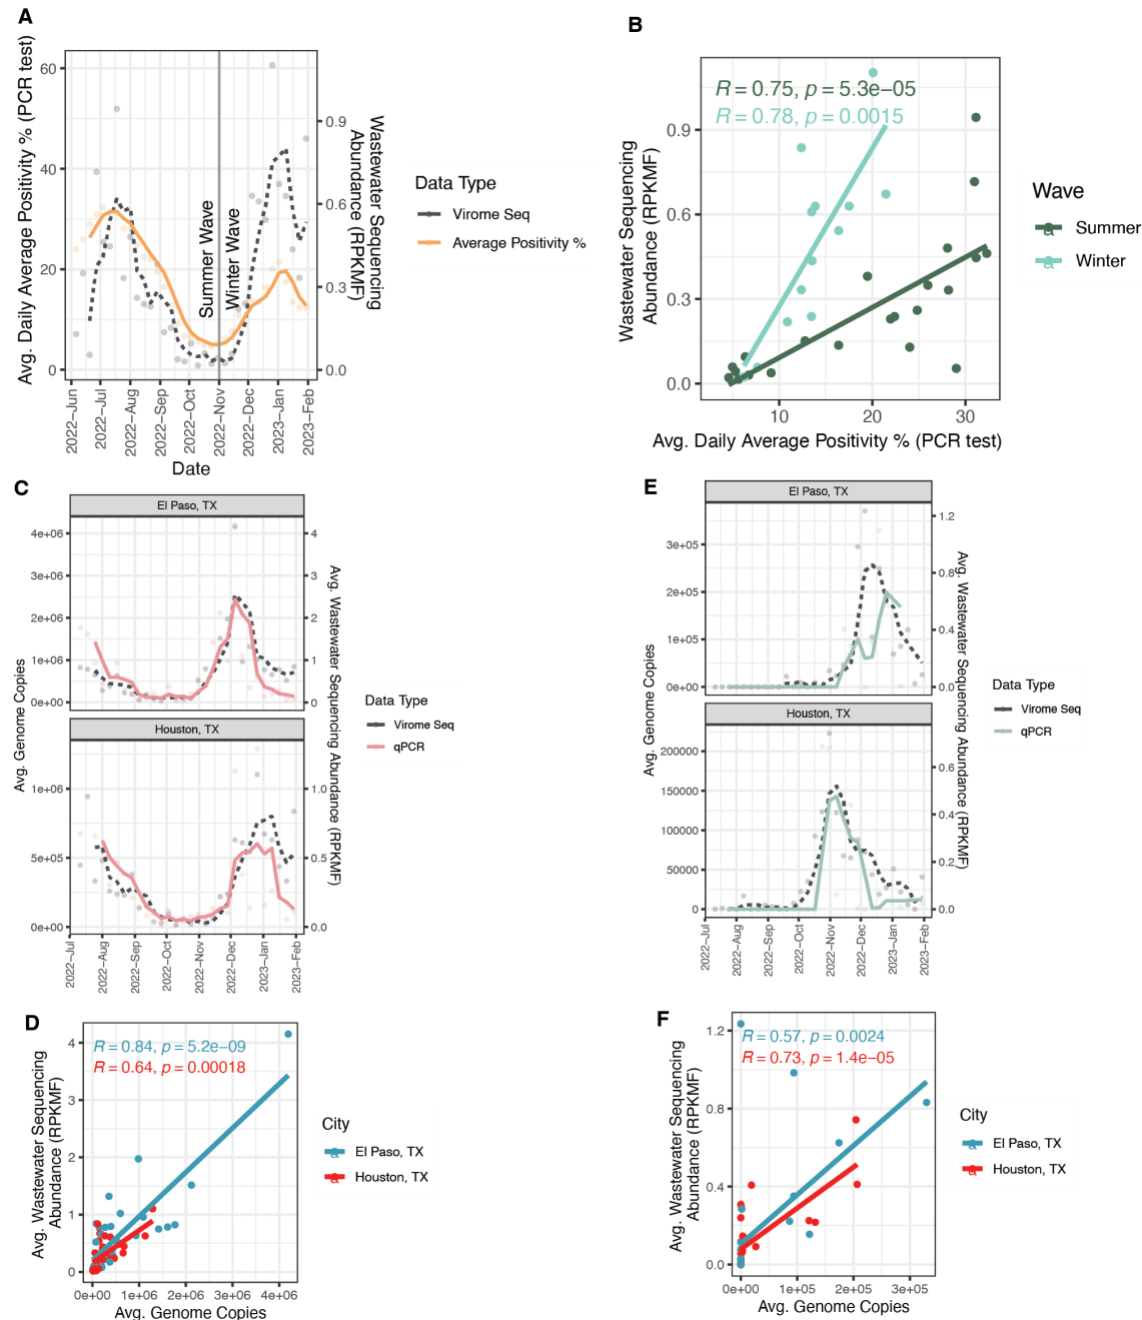 A
Avg. Daily Average Positivity % (PCR test)
60
40
20
0
0.9
0.6
0.3
0.0
Wastewater Sequencing
Abundance (RPKMF)
Summer Wave
Winter Wave
2022–Jun
2022–Jul
2022–Aug
2022–Sep
2022–Oct
2022–Nov
2022–Dec
2023–Jan
2023–Feb
Date
Data Type
Virome Seq
Average Positivity %
B
Wastewater Sequencing
Abundance (RPKMF)
0.9
0.6
0.3
0.0
R = 0.75, p = 5.3e−05
R = 0.78, p = 0.0015
10
20
30
Avg. Daily Average Positivity % (PCR test)
Wave
Summer
Winter
C
El Paso, TX
4e+06
3e+06
2e+06
1e+06
0e+00
4
3
2
1
0
Houston, TX
1e+06
5e+05
0e+00
1.0
0.5
0.0
Avg. Genome Copies
Avg. Wastewater Sequencing Abundance (RPKMF)
2022–Jul
2022–Aug
2022–Sep
2022–Oct
2022–Nov
2022–Dec
2023–Jan
2022–Feb
Data Type
Virome Seq
qPCR
E
El Paso, TX
3e+05
2e+05
1e+05
0e+00
1.2
0.8
0.4
0.0
Houston, TX
200000
150000
100000
50000
0
0.6
0.4
0.2
0.0
Avg. Genome Copies
Avg. Wastewater Sequencing Abundance (RPKMF)
2022–Jul
2022–Aug
2022–Sep
2022–Oct
2022–Nov
2022–Dec
2023–Jan
2023–Feb
Data Type
Virome Seq
qPCR
D
Avg. Wastewater Sequencing
Abundance (RPKMF)
4
3
2
1
0
R = 0.84, p = 5.2e−09
R = 0.64, p = 0.00018
0e+00
1e+06
2e+06
3e+06
4e+06
Avg. Genome Copies
City
El Paso, TX
Houston, TX
F
Avg. Wastewater Sequencing
Abundance (RPKMF)
1.2
0.8
0.4
0.0
R = 0.57, p = 0.0024
R = 0.73, p = 1.4e−05
0e+00
1e+05
2e+05
3e+05
Avg. Genome Copies
City
El Paso, TX
Houston, TX